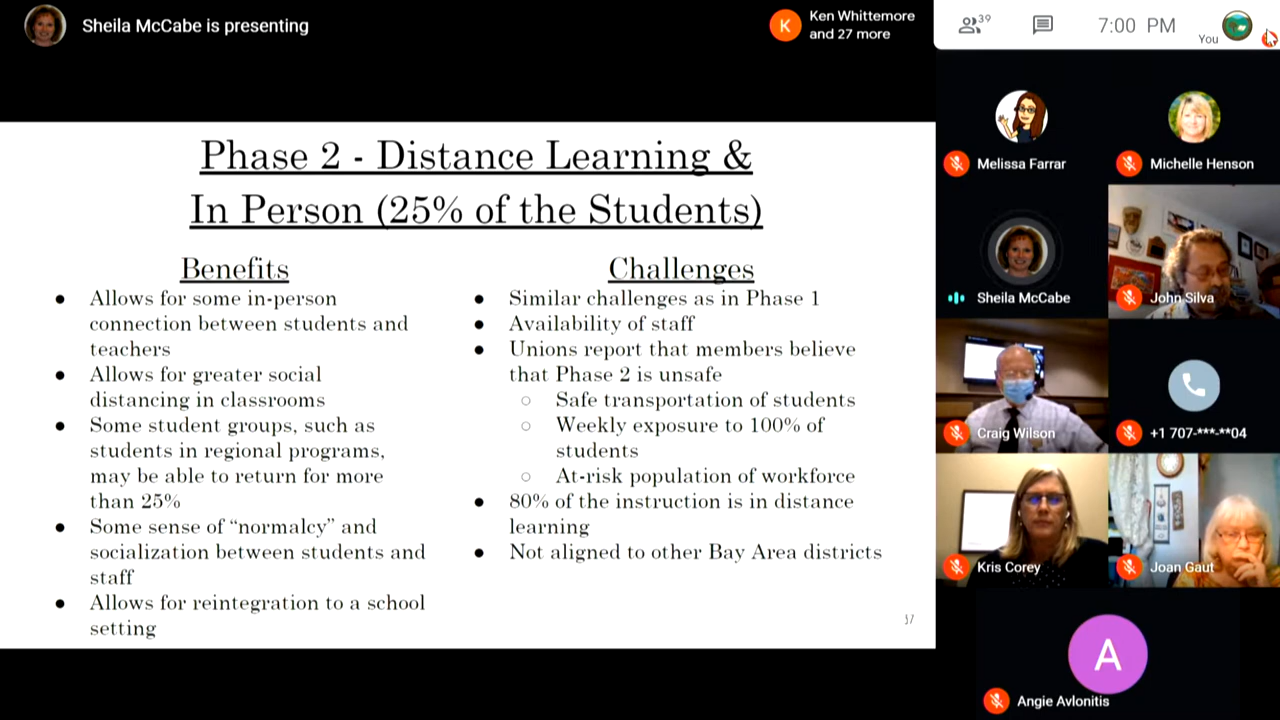 Sheila McCabe is presenting
K
Ken Whittemore
and 27 more
39
7:00 PM
You
Phase 2 - Distance Learning &
In Person (25% of the Students)
Benefits
● Allows for some in-person
connection between students and
teachers
● Allows for greater social
distancing in classrooms
● Some student groups, such as
students in regional programs,
may be able to return for more
than 25%
● Some sense of “normalcy” and
socialization between students and
staff
● Allows for reintegration to a school
setting
Challenges
● Similar challenges as in Phase 1
● Availability of staff
● Unions report that members believe
that Phase 2 is unsafe
○ Safe transportation of students
○ Weekly exposure to 100% of
students
○ At-risk population of workforce
● 80% of the instruction is in distance
learning
● Not aligned to other Bay Area districts
37
Melissa Farrar
Michelle Henson
Sheila McCabe
John Silva
Craig Wilson
+1 707-***-**04
Kris Corey
Joan Gaut
A
Angie Avlonitis